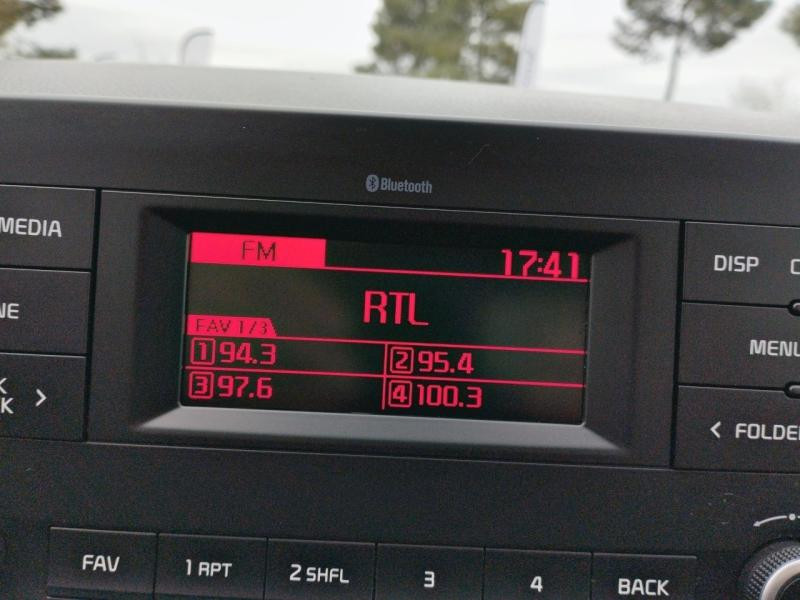 Bluetooth
MEDIA
FM
17:41
DISP
RTL
FAV 1/3
1 94.3
2 95.4
MENU
3 97.6
4 100.3
K >
< FOLDE
FAV
1 RPT
2 SHFL
3
4
BACK